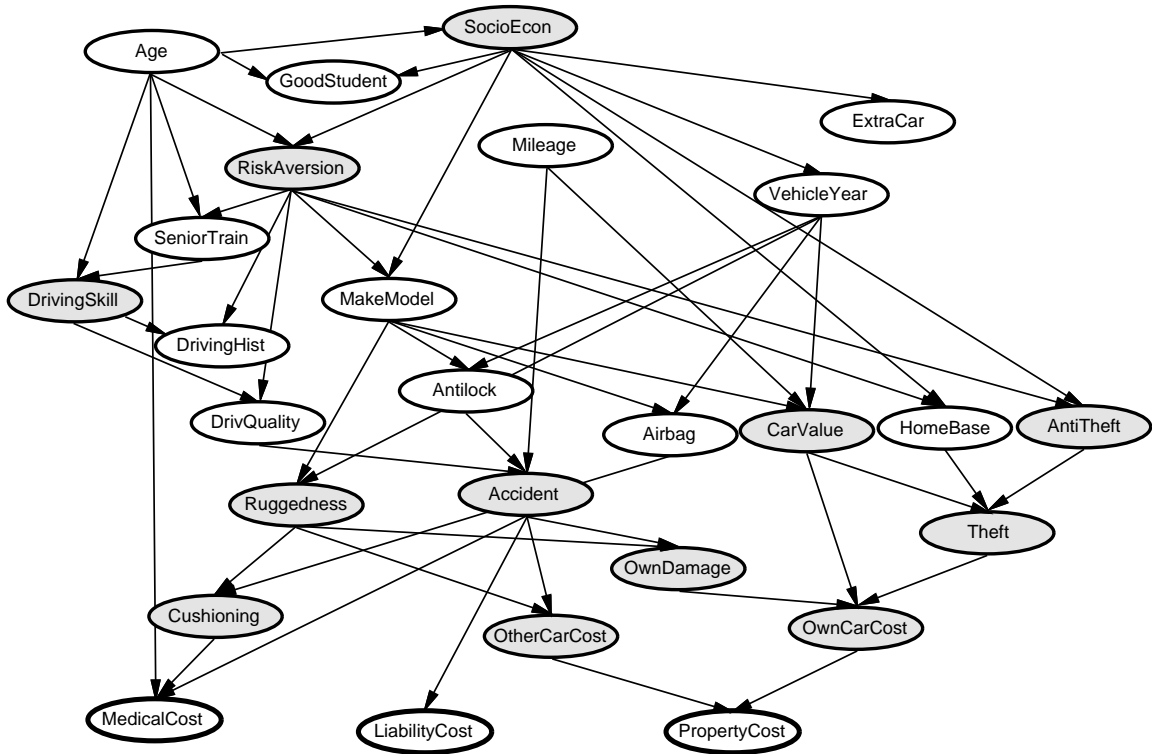 SocioEcon
Age
GoodStudent
ExtraCar
Mileage
RiskAversion
VehicleYear
SeniorTrain
DrivingSkill
MakeModel
DrivingHist
Antilock
DrivQuality
Airbag
CarValue
HomeBase
AntiTheft
Ruggedness
Accident
Theft
OwnDamage
Cushioning
OtherCarCost
OwnCarCost
MedicalCost
LiabilityCost
PropertyCost